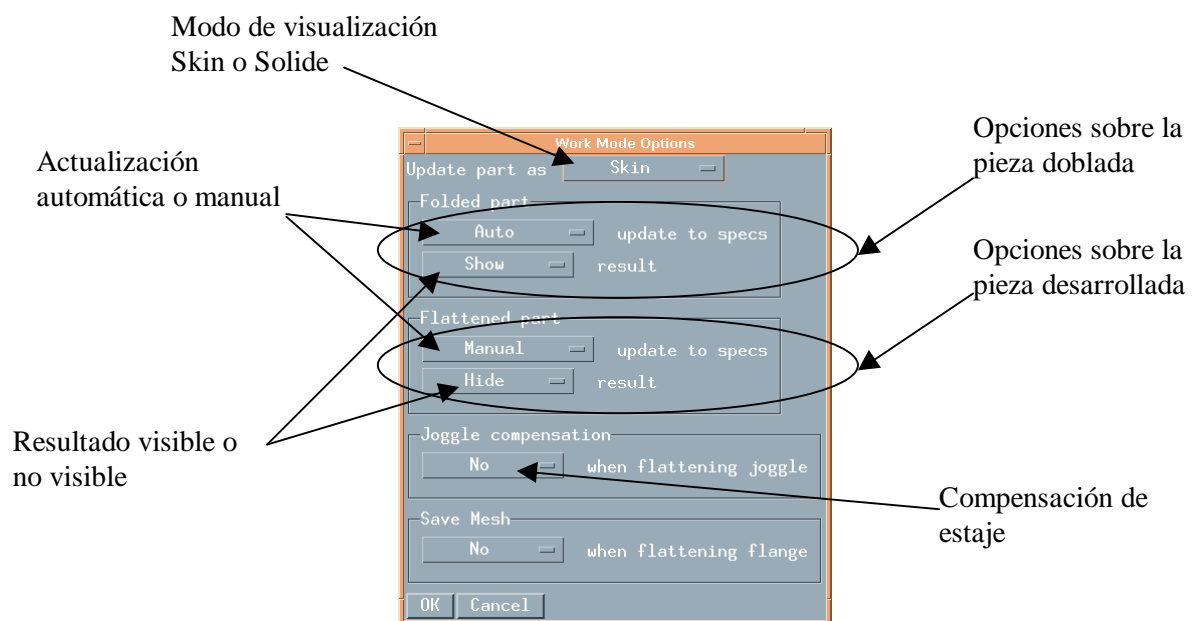 Modo de visualización
Skin o Solide
Opciones sobre la
pieza doblada
Actualización
automática o manual
Work Mode Options
Update part as Skin
Folded part
Auto update to specs
Show result
Opciones sobre la
pieza desarrollada
Flattened part
Manual update to specs
Hide result
Resultado visible o
no visible
Joggle compensation
No when flattening joggle
Compensación de
estaje
Save Mesh
No when flattening flange
OK Cancel